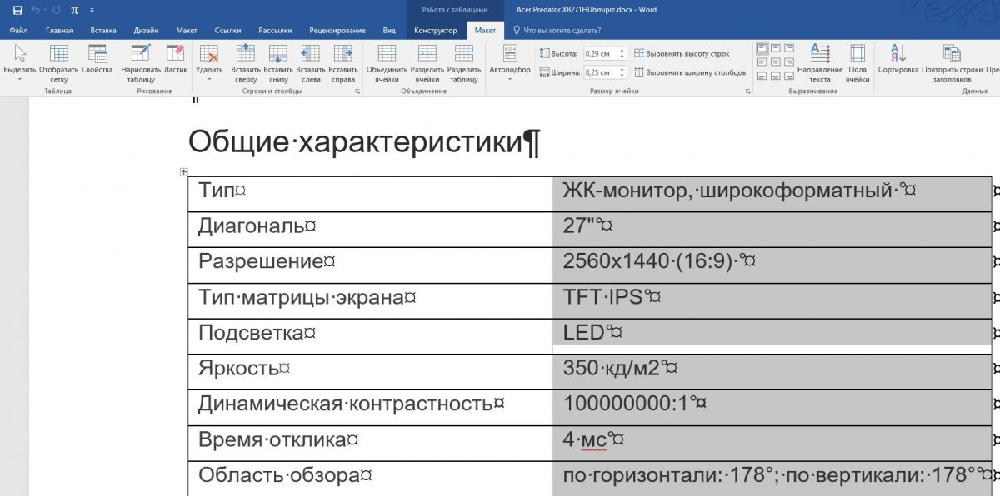 Работа с таблицами
Acer Predator XB271HUbmiprz.docx - Word
Файл Главная Вставка Дизайн Макет Ссылки Рассылки Рецензирование Вид Конструктор Макет Что вы хотите сделать?
Выделить Отобразить сетку Свойства
Таблица
Нарисовать таблицу Ластик
Рисование
Удалить Вставить сверху Вставить снизу Вставить слева Вставить справа
Строки и столбцы
Объединить ячейки Разделить ячейки Разделить таблицу
Объединение
Автоподбор
Высота: 0,29 см Выровнять высоту строк
Ширина: 8,25 см Выровнять ширину столбцов
Размер ячейки
Направление текста Поля ячейки
Выравнивание
Сортировка Повторить строки заголовков Пре
Данные
¶
Общие·характеристики¶
Тип¤ ЖК-монитор,·широкоформатный·°¤
Диагональ¤ 27"°¤
Разрешение¤ 2560x1440·(16:9)·°¤
Тип·матрицы·экрана¤ TFT·IPS°¤
Подсветка¤ LED°¤
Яркость¤ 350·кд/м2°¤
Динамическая·контрастность¤ 100000000:1°¤
Время·отклика¤ 4·мс°¤
Область·обзора¤ по·горизонтали:·178°;·по·вертикали:·178°°¤